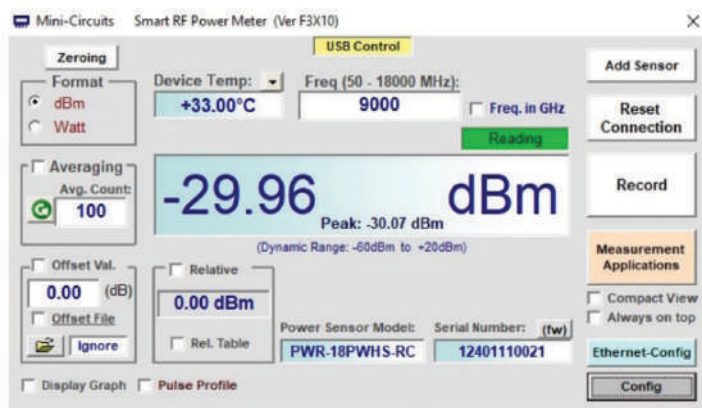 Mini-Circuits Smart RF Power Meter (Ver F3X10)
USB Control
Zeroing
Format
dBm
Watt
Device Temp:
+33.00°C
Freq (50 - 18000 MHz):
9000
Freq. in GHz
Reading
Add Sensor
Reset
Connection
Record
Averaging
Avg. Count:
100
-29.96 dBm
Peak: -30.07 dBm
(Dynamic Range: -60dBm to +20dBm)
Offset Val.
0.00 (dB)
Offset File
Ignore
Relative
0.00 dBm
Rel. Table
Power Sensor Model:
PWR-18PWHS-RC
Serial Number: (fw)
12401110021
Measurement
Applications
Compact View
Always on top
Ethernet-Config
Config
Display Graph
Pulse Profile